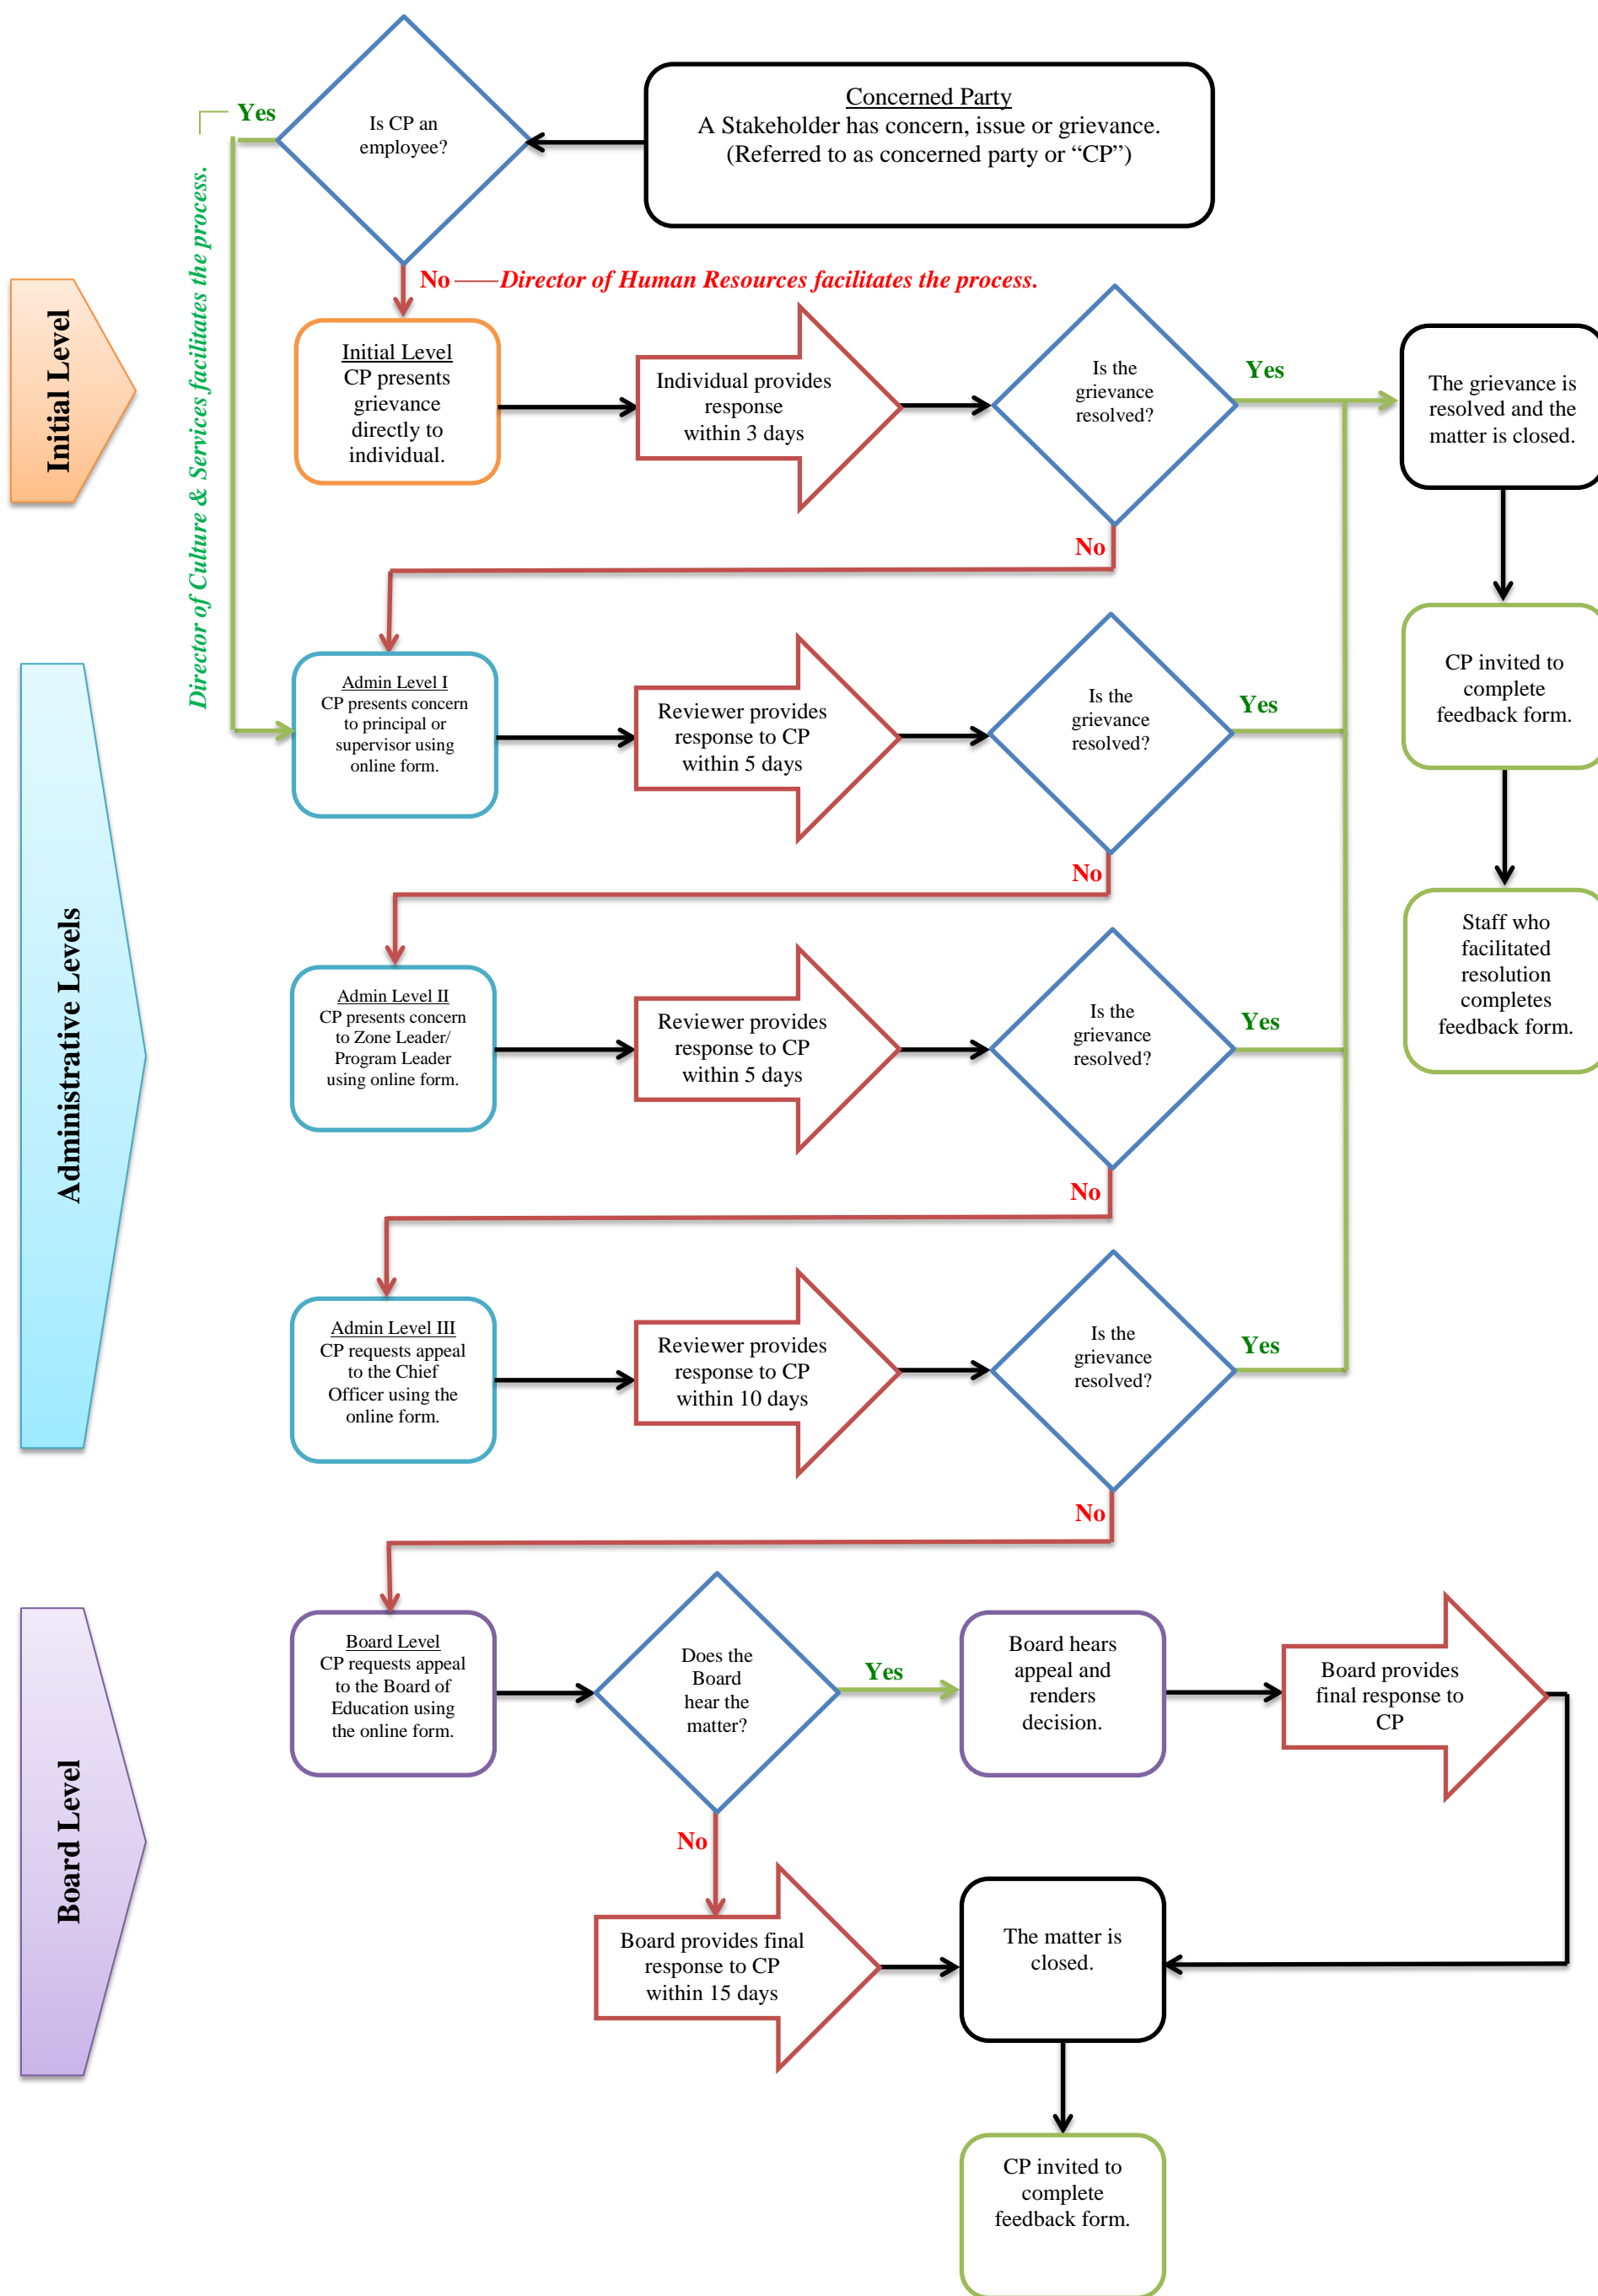 Concerned Party
A Stakeholder has concern, issue or grievance.
(Referred to as concerned party or “CP”)
Is CP an
employee?
Yes
Director of Culture & Services facilitates the process.
No
Director of Human Resources facilitates the process.
Initial Level
Initial Level
CP presents
grievance
directly to
individual.
Individual provides
response
within 3 days
Is the
grievance
resolved?
Yes
The grievance is
resolved and the
matter is closed.
No
CP invited to
complete
feedback form.
Staff who
facilitated
resolution
completes
feedback form.
Administrative Levels
Admin Level I
CP presents concern
to principal or
supervisor using
online form.
Reviewer provides
response to CP
within 5 days
Is the
grievance
resolved?
Yes
No
Admin Level II
CP presents concern
to Zone Leader/
Program Leader
using online form.
Reviewer provides
response to CP
within 5 days
Is the
grievance
resolved?
Yes
No
Admin Level III
CP requests appeal
to the Chief
Officer using the
online form.
Reviewer provides
response to CP
within 10 days
Is the
grievance
resolved?
Yes
No
Board Level
Board Level
CP requests appeal
to the Board of
Education using
the online form.
Does the
Board
hear the
matter?
Yes
Board hears
appeal and
renders
decision.
Board provides
final response to
CP
No
Board provides final
response to CP
within 15 days
The matter is
closed.
CP invited to
complete
feedback form.